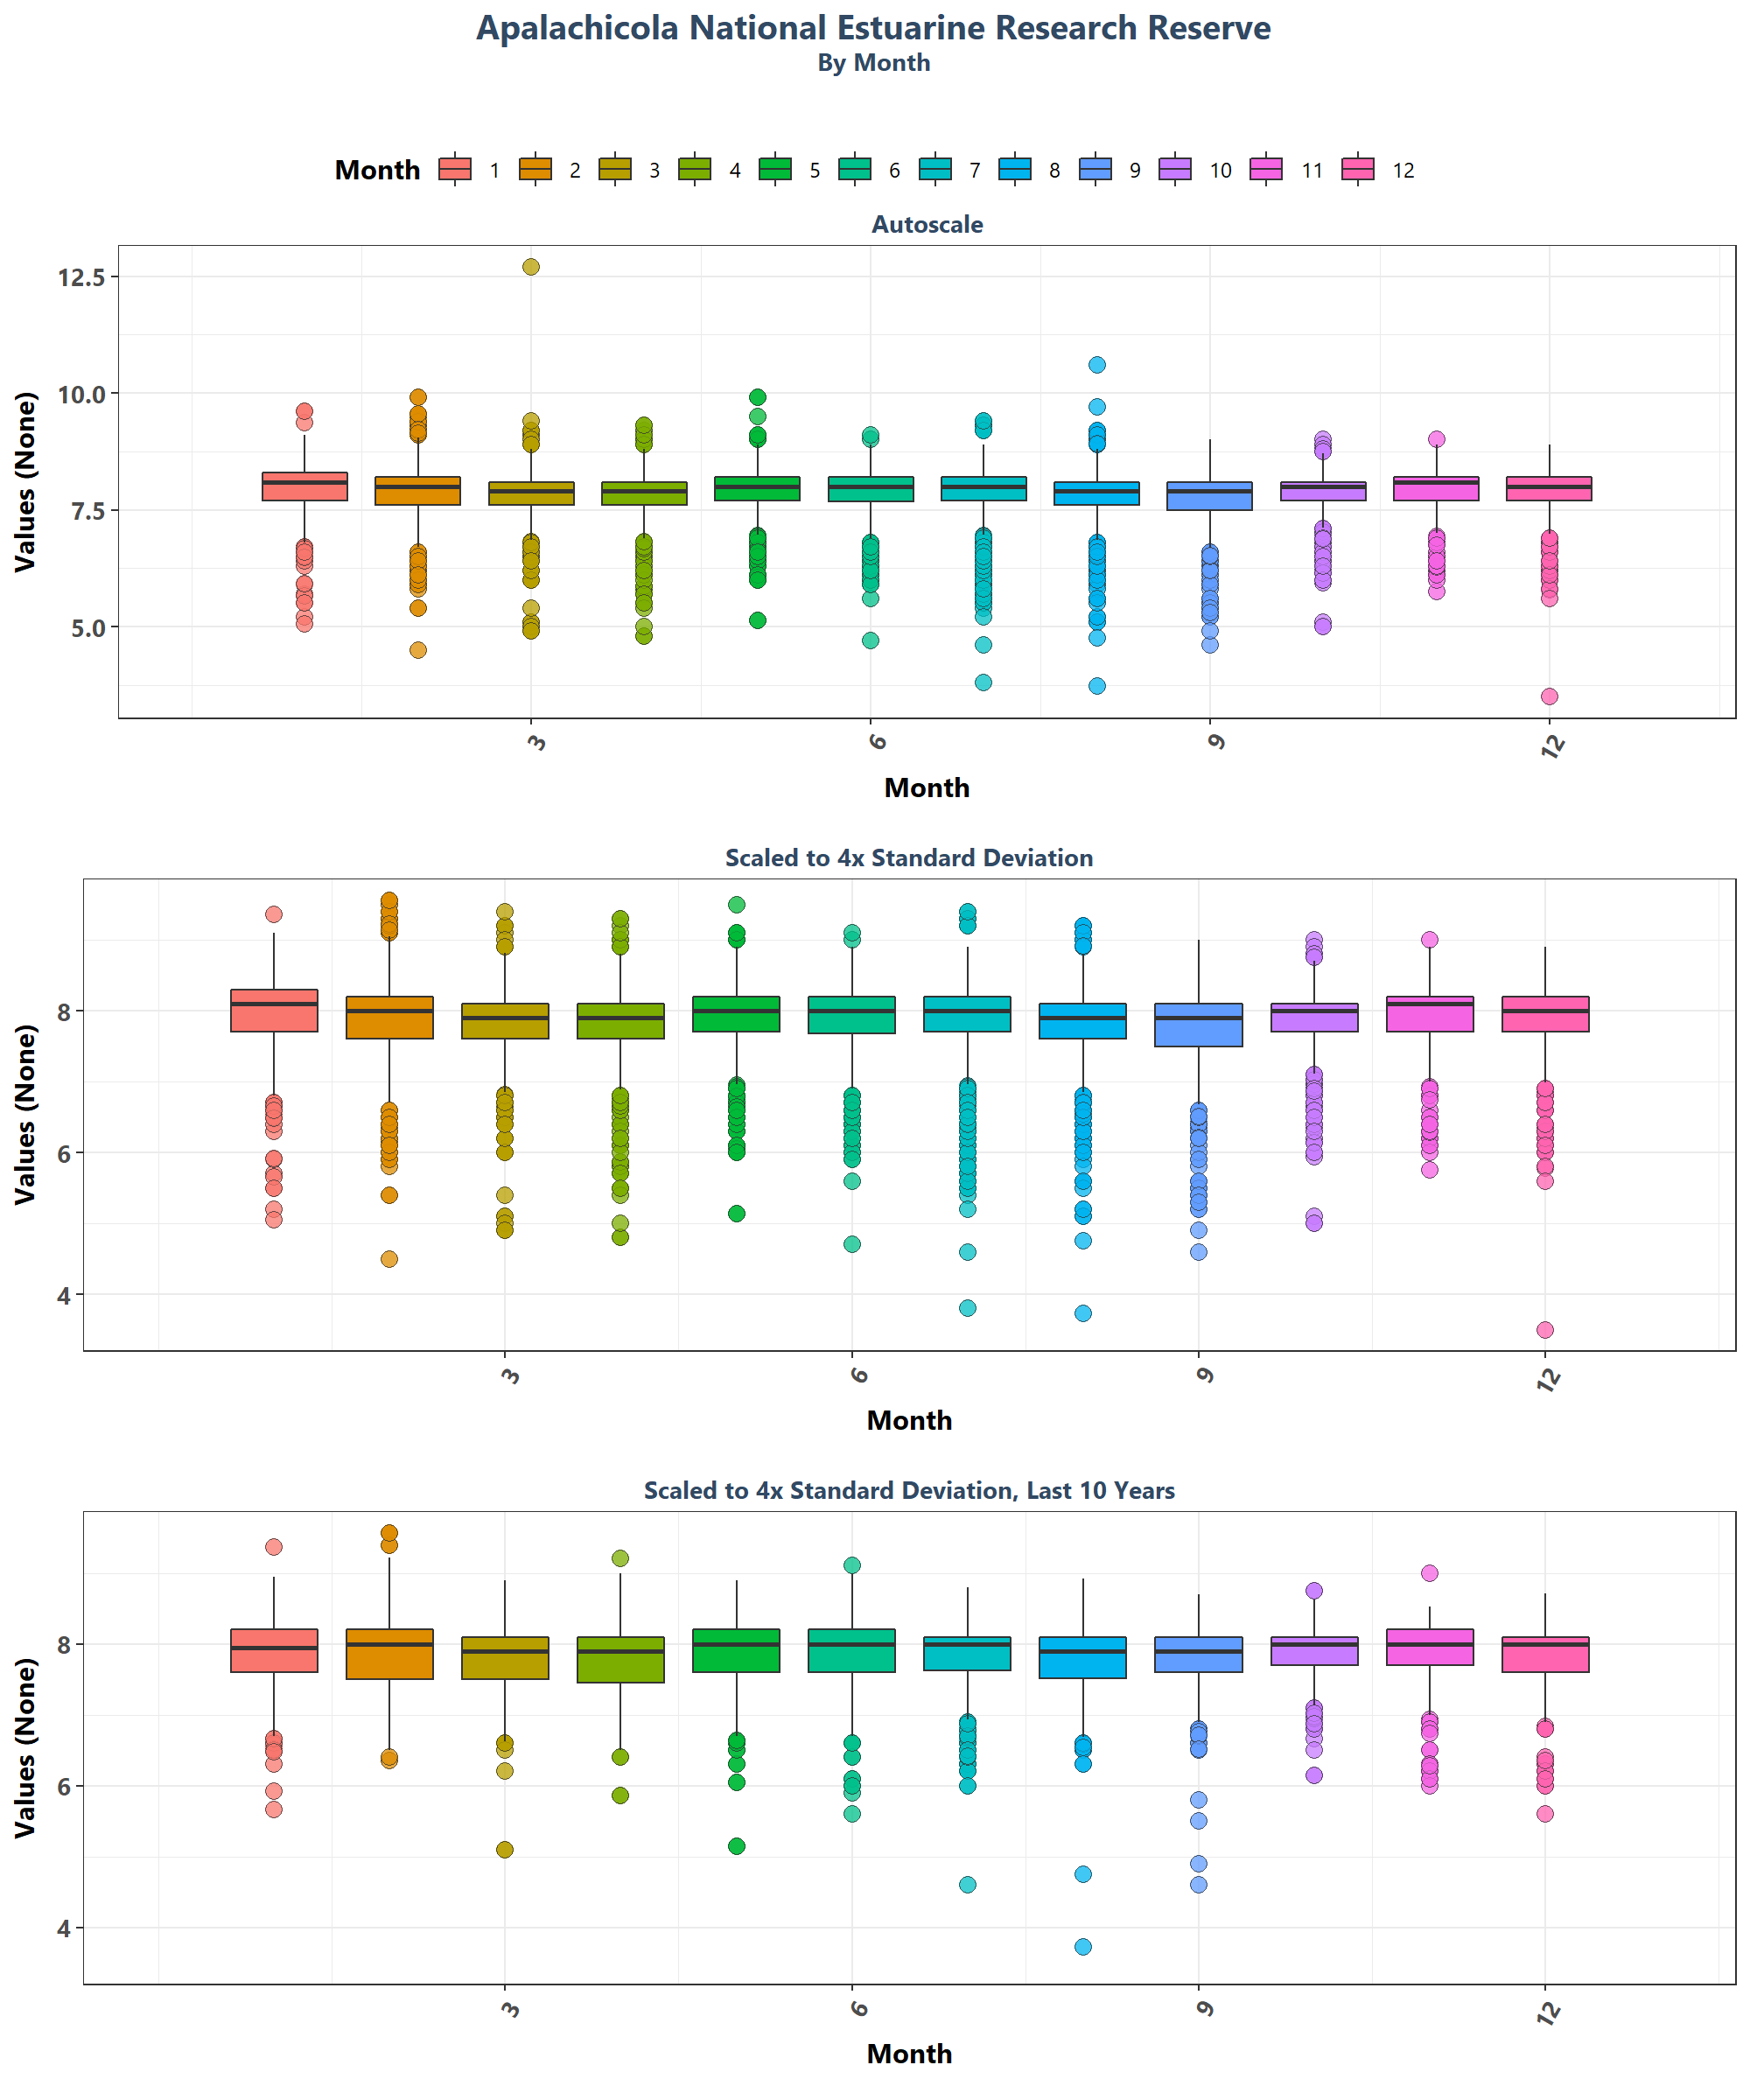 Apalachicola National Estuarine Research Reserve
By Month
Month 1 2 3 4 5 6 7 8 9 10 11 12
Autoscale
Values (None)
12.5
10.0
7.5
5.0
3 6 9 12
Month
Scaled to 4x Standard Deviation
Values (None)
8
6
4
3 6 9 12
Month
Scaled to 4x Standard Deviation, Last 10 Years
Values (None)
8
6
4
3 6 9 12
Month